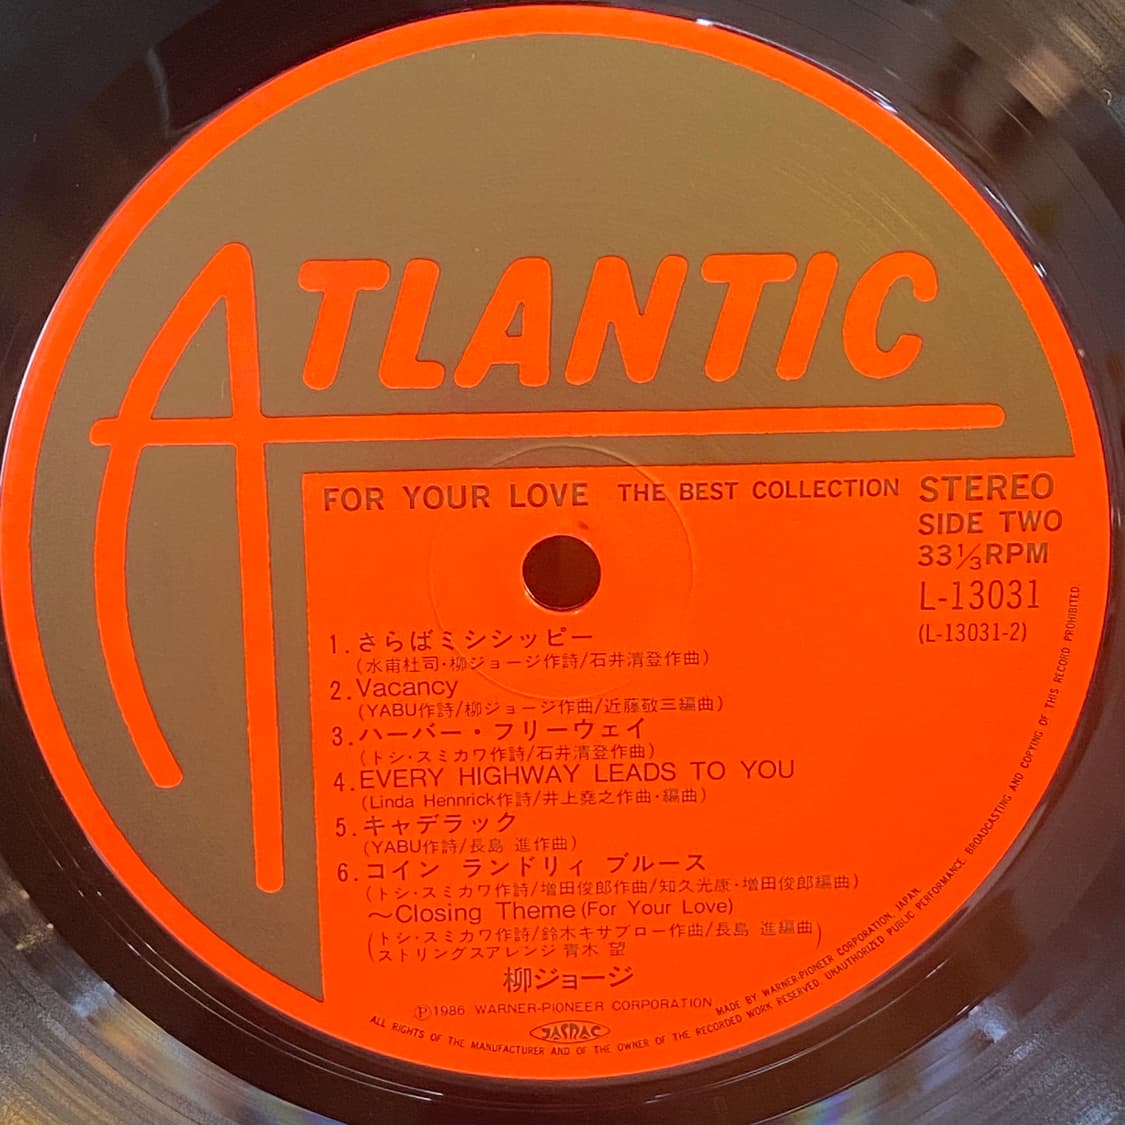 ATLANTIC
FOR YOUR LOVE THE BEST COLLECTION
STEREO
SIDE TWO
33⅓RPM
L-13031
(L-13031-2)
1.さらばミシシッピー
(水甫杜司・柳ジョージ作詩/石井清登作曲)
2.Vacancy
(YABU作詩/柳ジョージ作曲/近藤敬三編曲)
3.ハーバー・フリーウェイ
(トシ・スミカワ作詩/石井清登作曲)
4.EVERY HIGHWAY LEADS TO YOU
(Linda Hennrick作詩/井上堯之作曲・編曲)
5.キャデラック
(YABU作詩/長島 進作曲)
6.コイン ランドリィ ブルース
(トシ・スミカワ作詩/増田俊郎作曲/知久光康・増田俊郎編曲)
〜Closing Theme (For Your Love)
(トシ・スミカワ作詩/鈴木キサブロー作曲/長島 進編曲
ストリングスアレンジ 青木 望)
柳ジョージ
Ⓟ1986 WARNER-PIONEER CORPORATION
JASRAC
MADE BY WARNER-PIONEER CORPORATION, JAPAN.
ALL RIGHTS OF THE MANUFACTURER AND OF THE OWNER OF THE RECORDED WORK RESERVED. UNAUTHORIZED PUBLIC PERFORMANCE, BROADCASTING AND COPYING OF THIS RECORD PROHIBITED